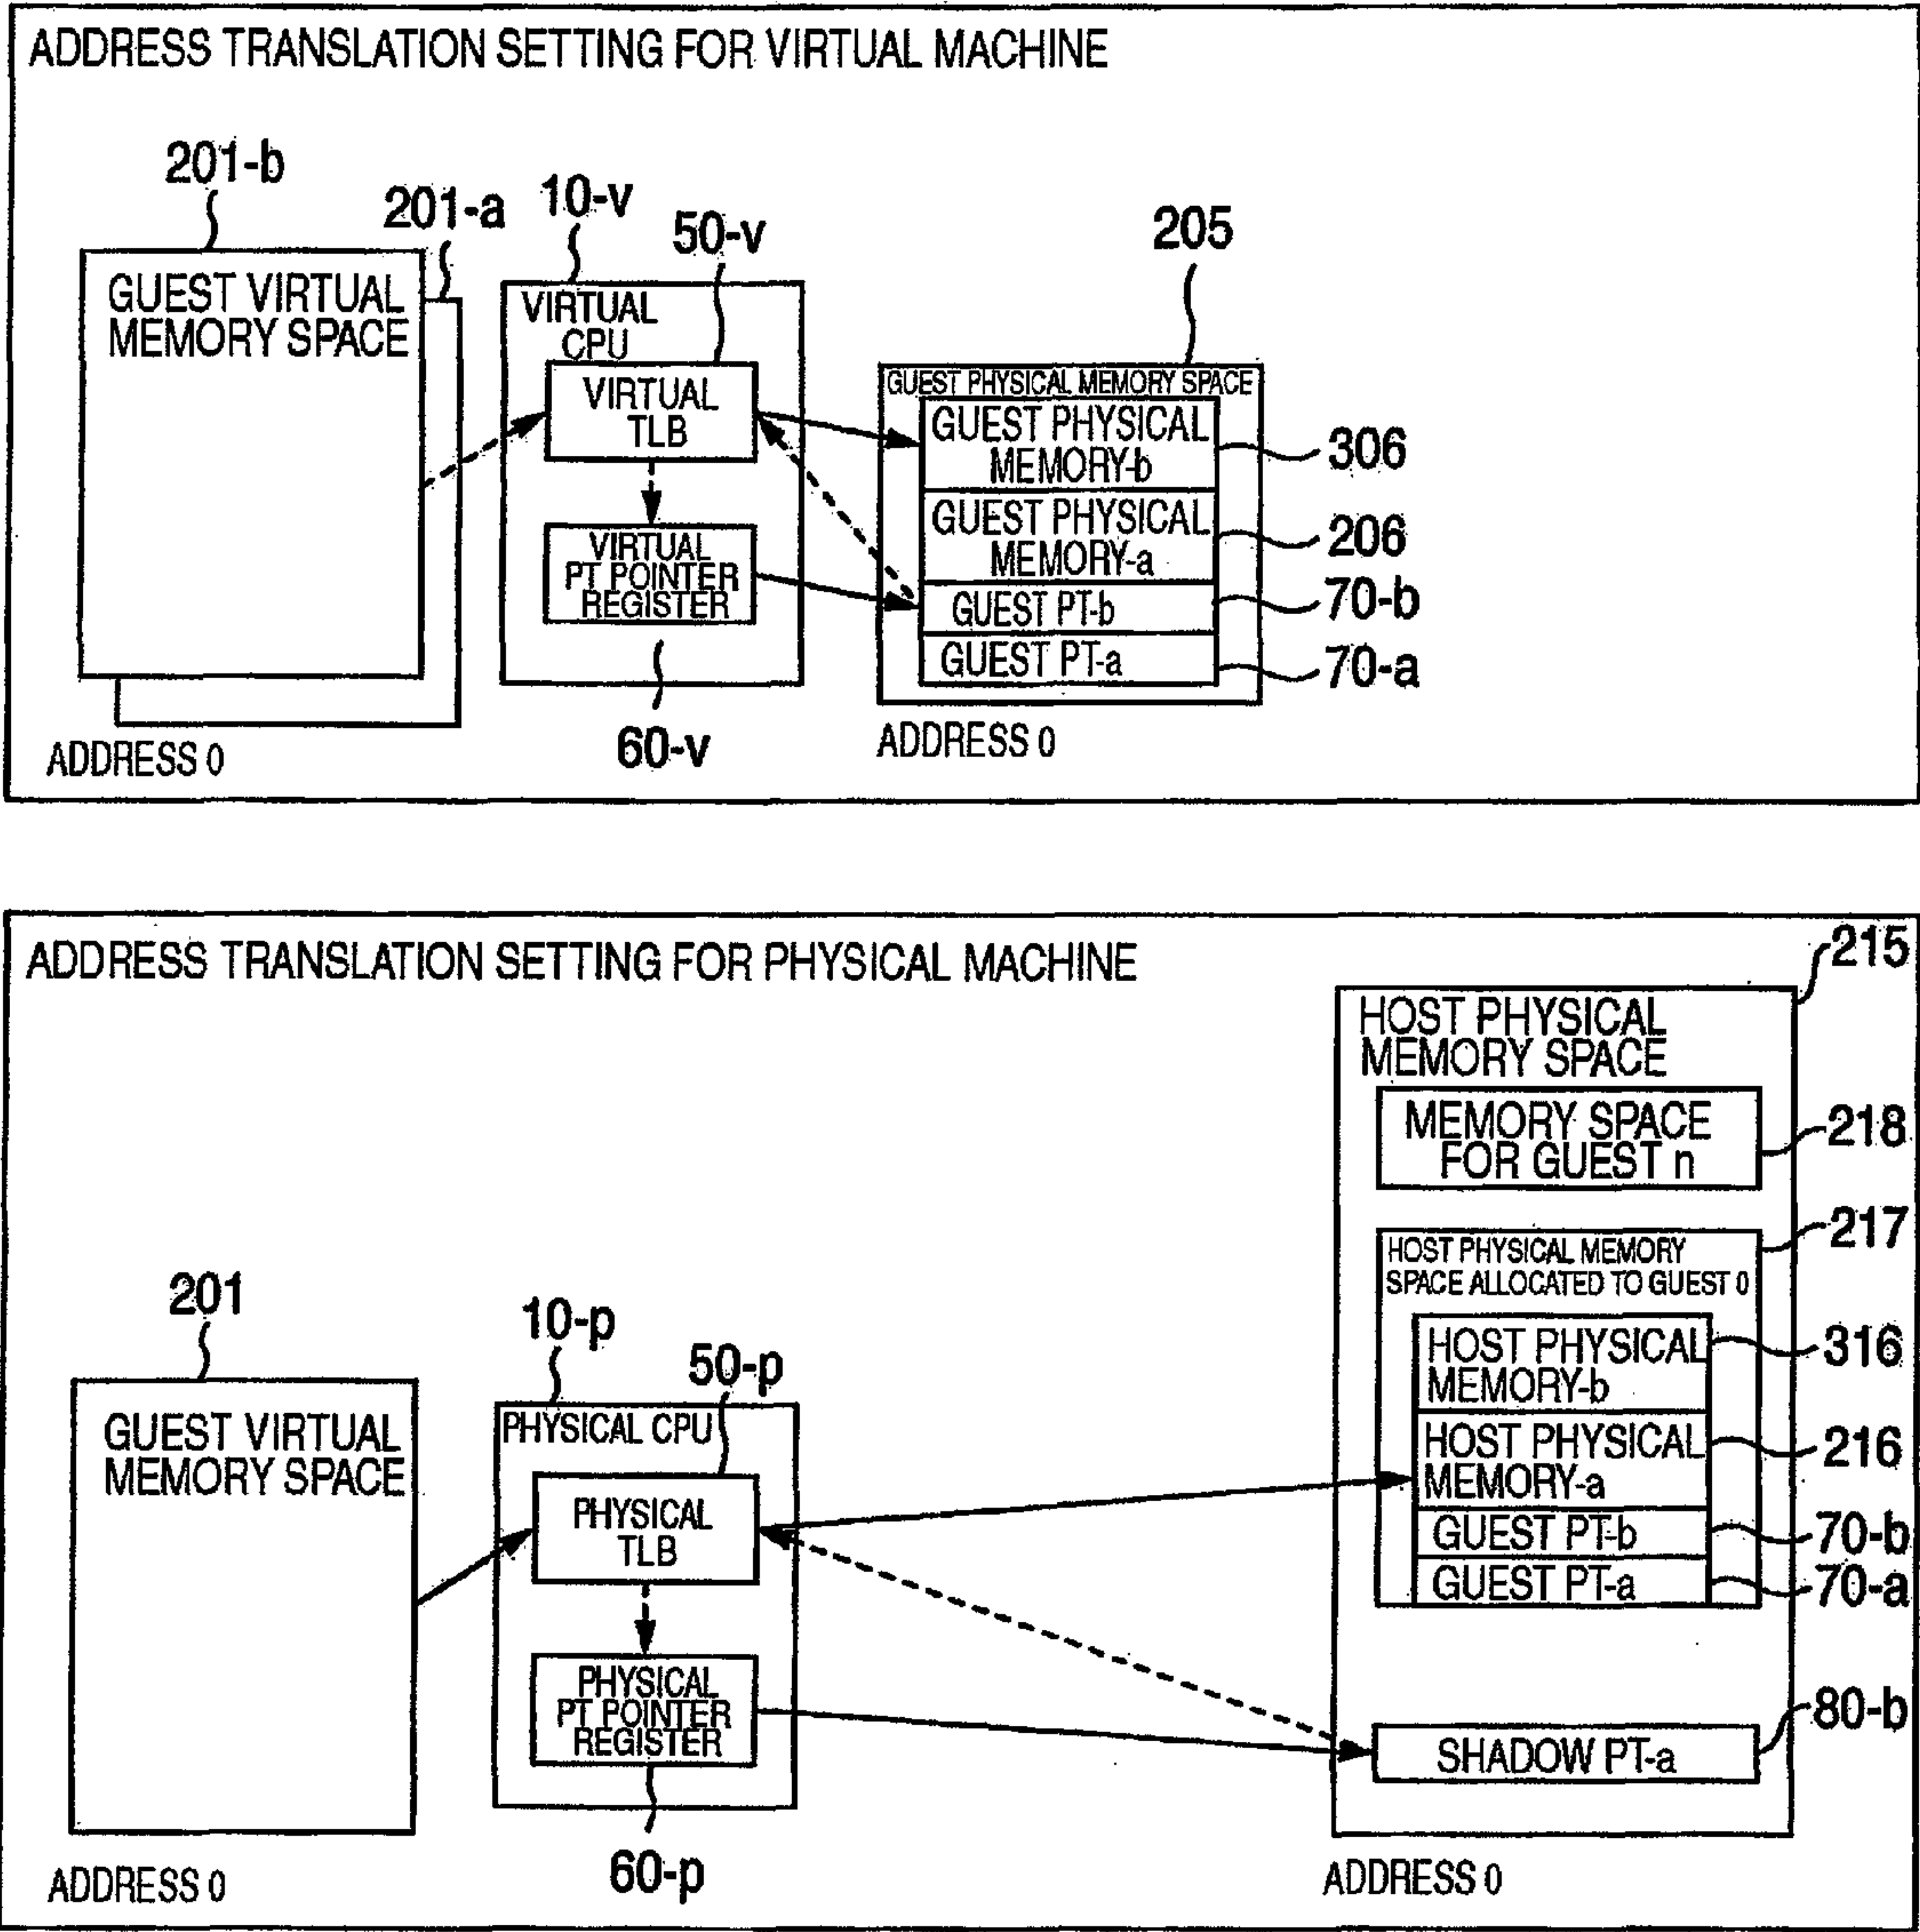 ADDRESS TRANSLATION SETTING FOR VIRTUAL MACHINE
201-b
201-a
10-v
50-v
205
GUEST VIRTUAL
MEMORY SPACE
VIRTUAL
CPU
VIRTUAL
TLB
VIRTUAL
PT POINTER
REGISTER
60-v
GUEST PHYSICAL MEMORY SPACE
GUEST PHYSICAL
MEMORY-b
306
GUEST PHYSICAL
MEMORY-a
206
GUEST PT-b
70-b
GUEST PT-a
70-a
ADDRESS 0
ADDRESS 0
ADDRESS TRANSLATION SETTING FOR PHYSICAL MACHINE
215
HOST PHYSICAL
MEMORY SPACE
MEMORY SPACE
FOR GUEST n
218
217
HOST PHYSICAL MEMORY
SPACE ALLOCATED TO GUEST 0
201
10-p
50-p
GUEST VIRTUAL
MEMORY SPACE
PHYSICAL CPU
PHYSICAL
TLB
PHYSICAL
PT POINTER
REGISTER
60-p
HOST PHYSICAL
MEMORY-b
316
HOST PHYSICAL
MEMORY-a
216
GUEST PT-b
70-b
GUEST PT-a
70-a
80-b
SHADOW PT-a
ADDRESS 0
ADDRESS 0